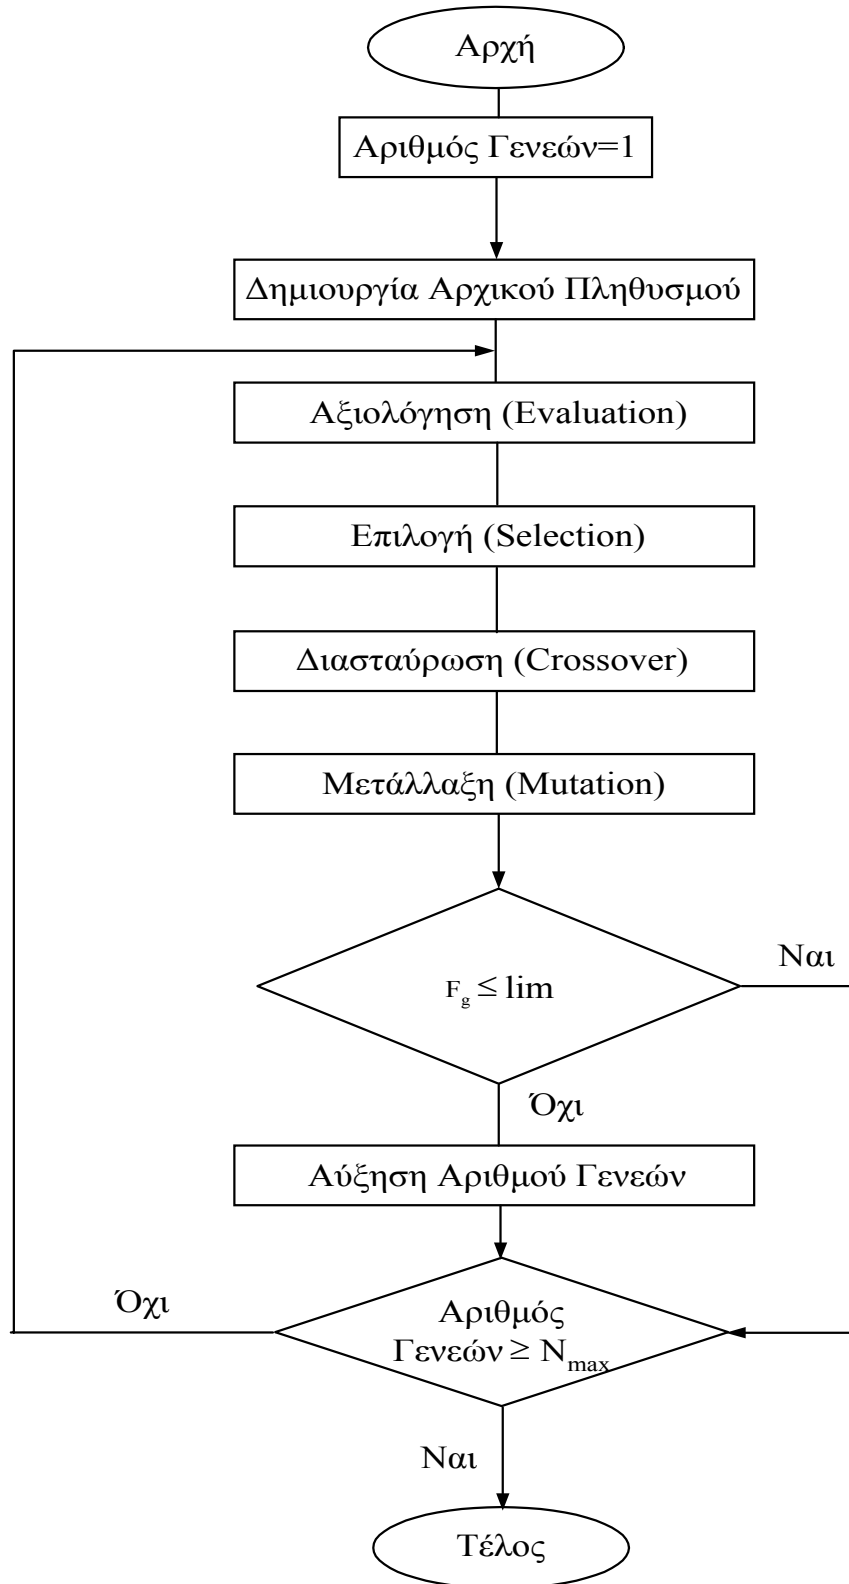 Αρχή
Αριθμός Γενεών=1
Δημιουργία Αρχικού Πληθυσμού
Αξιολόγηση (Evaluation)
Επιλογή (Selection)
Διασταύρωση (Crossover)
Μετάλλαξη (Mutation)
Ναι
F_g ≤ lim
Όχι
Αύξηση Αριθμού Γενεών
Όχι
Αριθμός
Γενεών ≥ N_max
Ναι
Τέλος